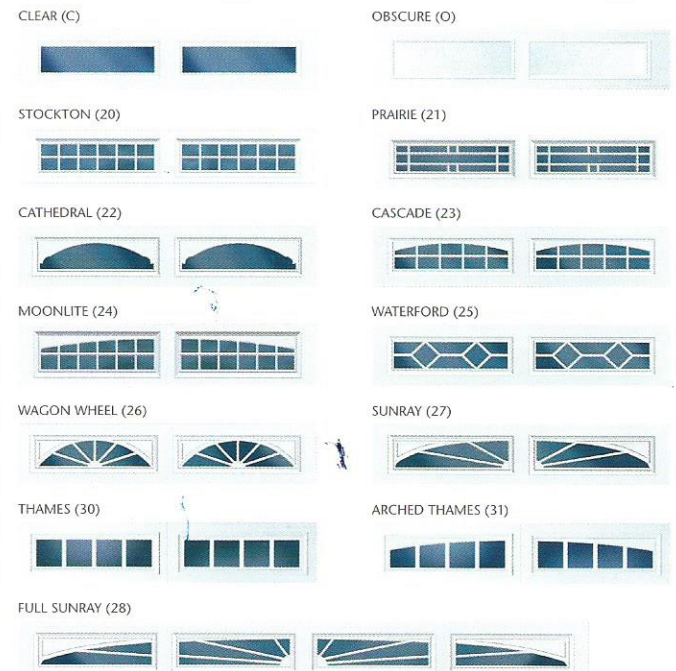 CLEAR (C)
OBSCURE (O)
STOCKTON (20)
PRAIRIE (21)
CATHEDRAL (22)
CASCADE (23)
MOONLITE (24)
WATERFORD (25)
WAGON WHEEL (26)
SUNRAY (27)
THAMES (30)
ARCHED THAMES (31)
FULL SUNRAY (28)